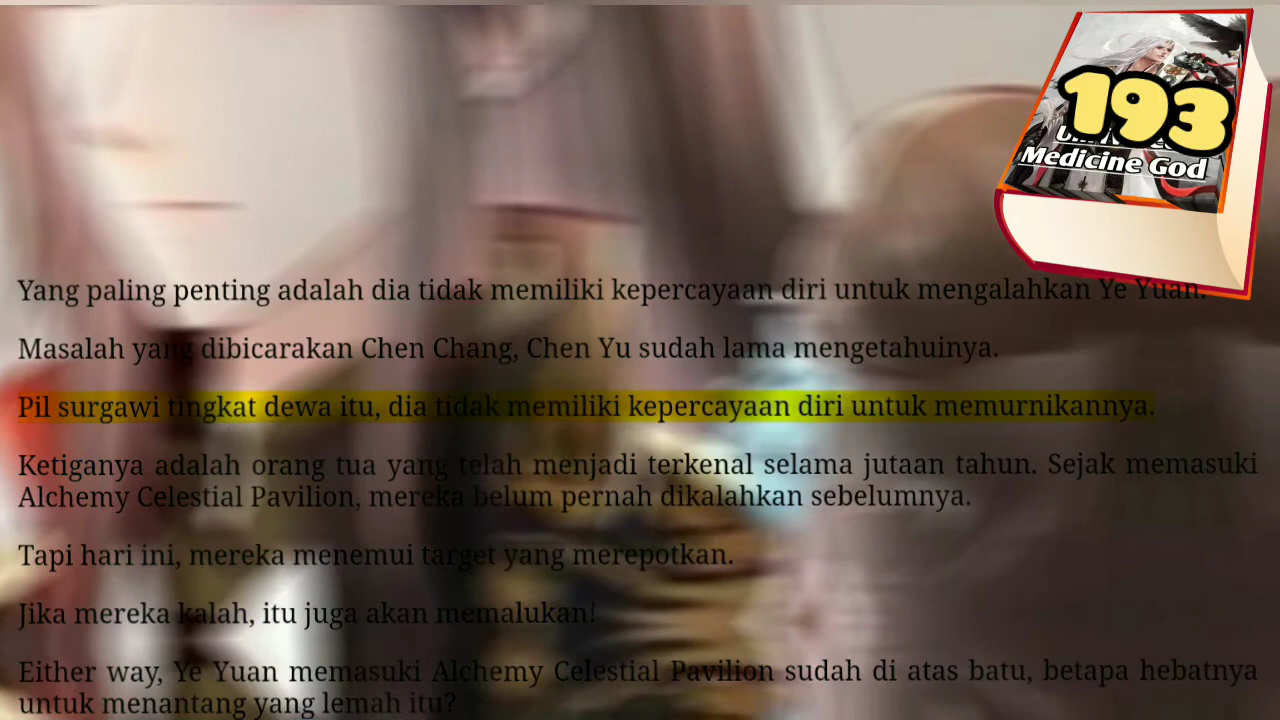 193
Medicine God
Yang paling penting adalah dia tidak memiliki kepercayaan diri untuk mengalahkan Ye Yuan.
Masalah yang dibicarakan Chen Chang, Chen Yu sudah lama mengetahuinya.
Pil surgawi tingkat dewa itu, dia tidak memiliki kepercayaan diri untuk memurnikannya.
Ketiganya adalah orang tua yang telah menjadi terkenal selama jutaan tahun. Sejak memasuki
Alchemy Celestial Pavilion, mereka belum pernah dikalahkan sebelumnya.
Tapi hari ini, mereka menemui target yang merepotkan.
Jika mereka kalah, itu juga akan memalukan!
Either way, Ye Yuan memasuki Alchemy Celestial Pavilion sudah di atas batu, betapa hebatnya
untuk menantang yang lemah itu?